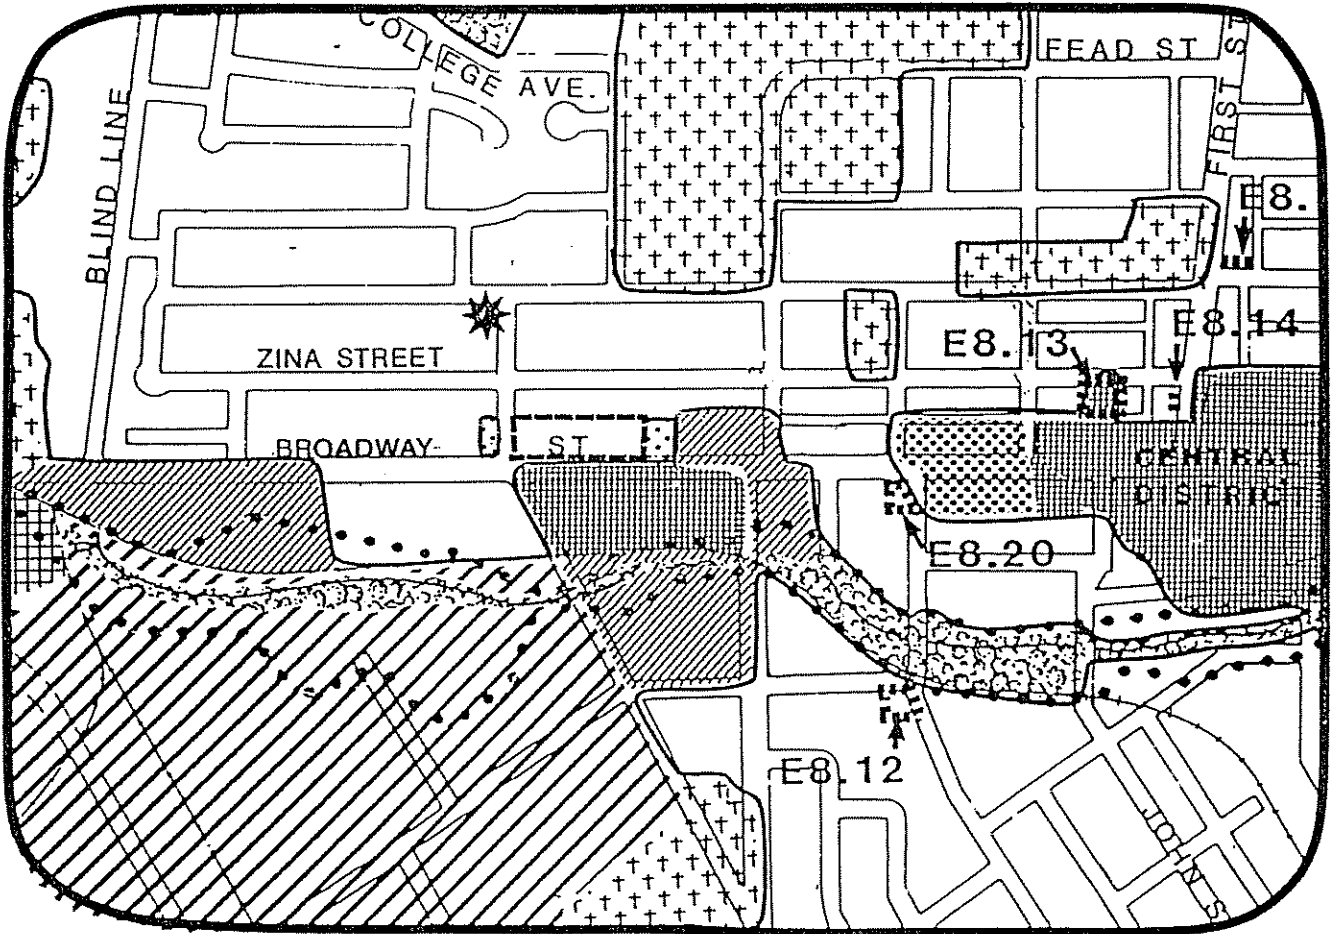 COLLEGE AVE.
FEAD ST
FIRST ST
BLIND LINE
E8.
E8.14
E8.13
ZINA STREET
BROADWAY ST
CENTRAL
DISTRICT
E8.20
E8.12
JOHN S